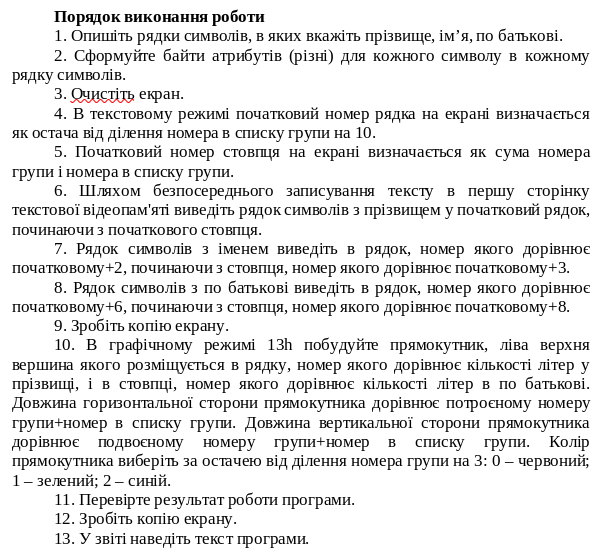 Порядок виконання роботи
1. Опишіть рядки символів, в яких вкажіть прізвище, ім’я, по батькові.
2. Сформуйте байти атрибутів (різні) для кожного символу в кожному
рядку символів.
3. Очистіть екран.
4. В текстовому режимі початковий номер рядка на екрані визначається
як остача від ділення номера в списку групи на 10.
5. Початковий номер стовпця на екрані визначається як сума номера
групи і номера в списку групи.
6. Шляхом безпосереднього записування тексту в першу сторінку
текстової відеопам'яті виведіть рядок символів з прізвищем у початковий рядок,
починаючи з початкового стовпця.
7. Рядок символів з іменем виведіть в рядок, номер якого дорівнює
початковому+2, починаючи з стовпця, номер якого дорівнює початковому+3.
8. Рядок символів з по батькові виведіть в рядок, номер якого дорівнює
початковому+6, починаючи з стовпця, номер якого дорівнює початковому+8.
9. Зробіть копію екрану.
10. В графічному режимі 13h побудуйте прямокутник, ліва верхня
вершина якого розміщується в рядку, номер якого дорівнює кількості літер у
прізвищі, і в стовпці, номер якого дорівнює кількості літер в по батькові.
Довжина горизонтальної сторони прямокутника дорівнює потроєному номеру
групи+номер в списку групи. Довжина вертикальної сторони прямокутника
дорівнює подвоєному номеру групи+номер в списку групи. Колір
прямокутника виберіть за остачею від ділення номера групи на 3: 0 – червоний;
1 – зелений; 2 – синій.
11. Перевірте результат роботи програми.
12. Зробіть копію екрану.
13. У звіті наведіть текст програми.